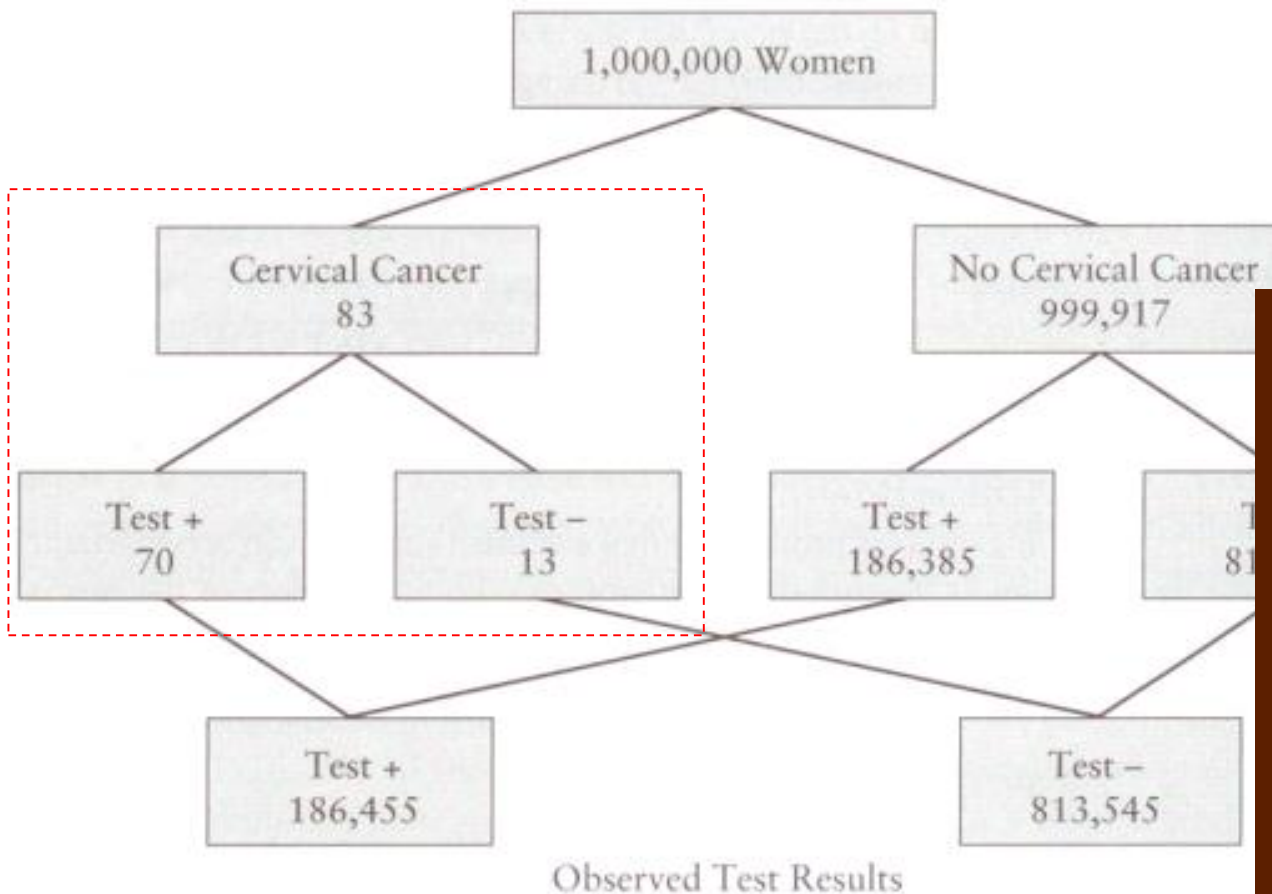 1,000,000 Women
Cervical Cancer
83
No Cervical Cancer
999,917
Test +
70
Test –
13
Test +
186,385
81
Test +
186,455
Test –
813,545
Observed Test Results